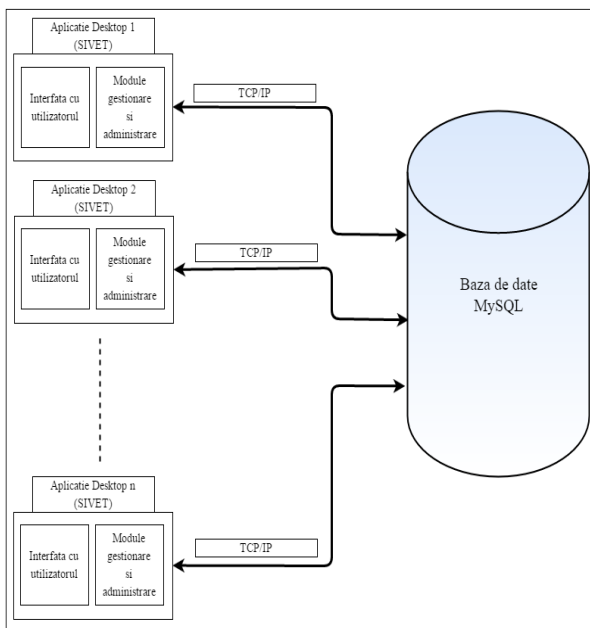 Aplicatie Desktop 1
(SIVET)
Interfata cu
utilizatorul
Module
gestionare
si
administrare
TCP/IP
Aplicatie Desktop 2
(SIVET)
Interfata cu
utilizatorul
Module
gestionare
si
administrare
TCP/IP
Baza de date
MySQL
Aplicatie Desktop n
(SIVET)
Interfata cu
utilizatorul
Module
gestionare
si
administrare
TCP/IP